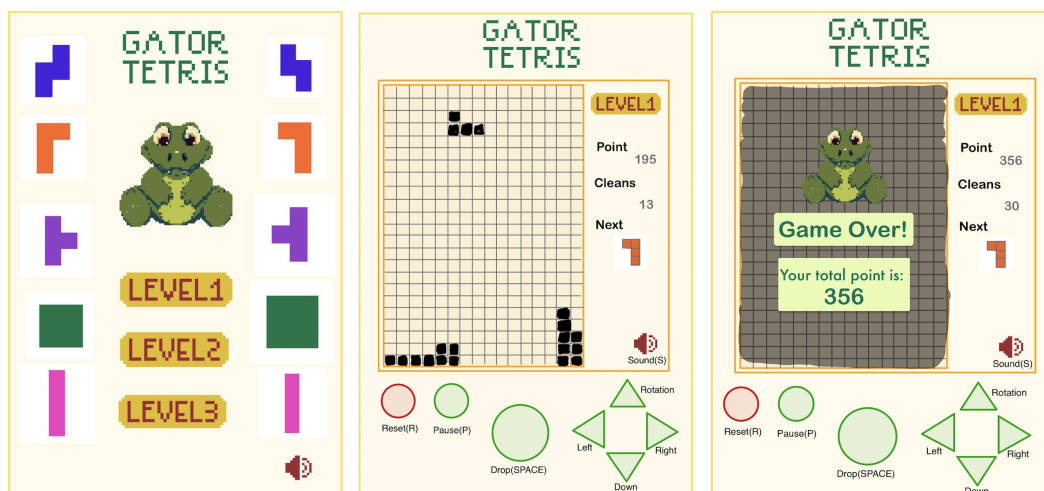 GATOR
TETRIS
LEVEL1
LEVEL2
LEVEL3
GATOR
TETRIS
LEVEL1
Point
195
Cleans
13
Next
Sound(S)
Rotation
Reset(R)
Pause(P)
Left
Right
Drop(SPACE)
Down
GATOR
TETRIS
LEVEL1
Point
356
Cleans
30
Next
Game Over!
Your total point is:
356
Sound(S)
Rotation
Reset(R)
Pause(P)
Left
Right
Drop(SPACE)
Down